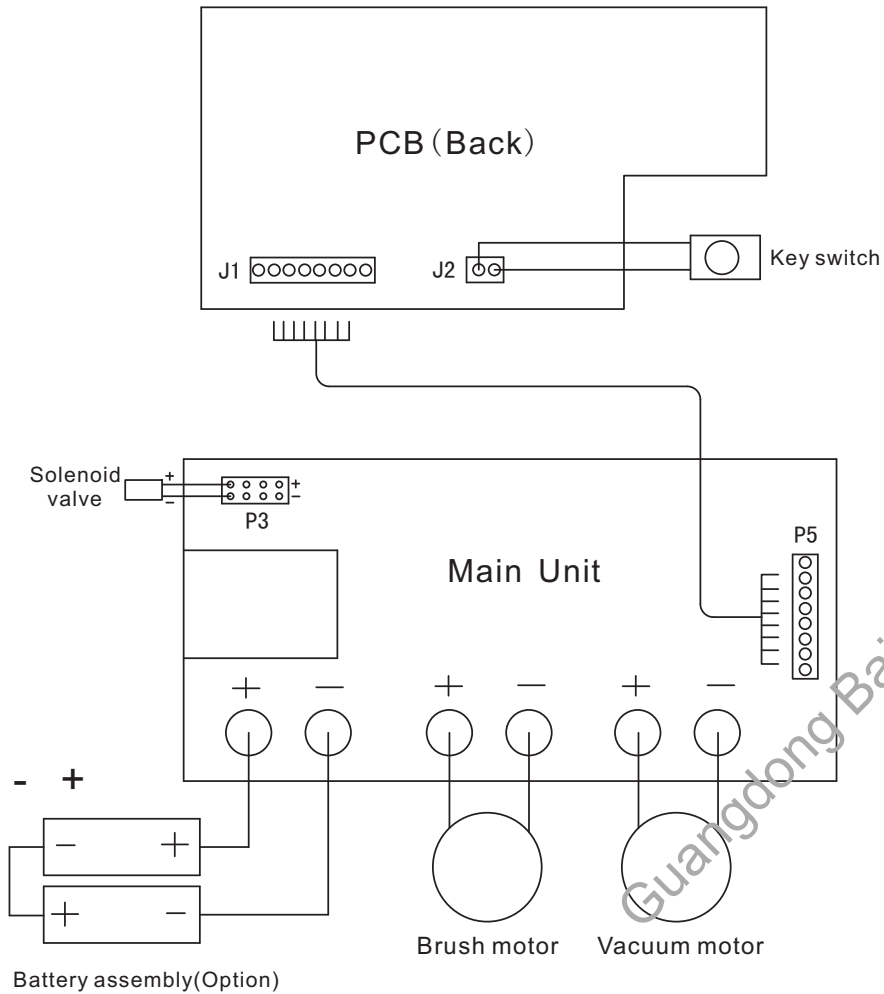 PCB（Back）
J1
J2
Key switch
Solenoid
valve
+
−
+
−
P3
P5
Main Unit
+ − + − + −
- +
− +
+ −
Brush motor Vacuum motor
Battery assembly(Option)
Guangdong